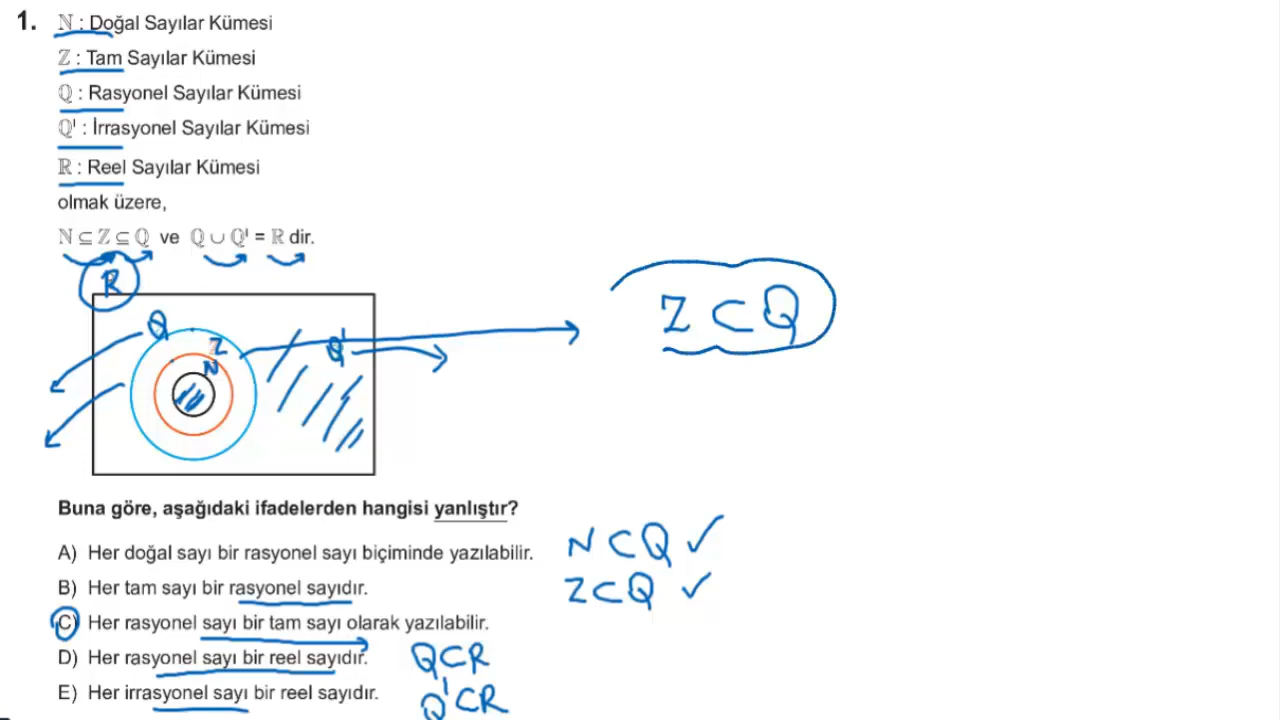 1. ℕ : Doğal Sayılar Kümesi
ℤ : Tam Sayılar Kümesi
ℚ : Rasyonel Sayılar Kümesi
ℚ' : İrrasyonel Sayılar Kümesi
ℝ : Reel Sayılar Kümesi
olmak üzere,
ℕ ⊆ ℤ ⊆ ℚ ve ℚ ∪ ℚ' = ℝ dir.
R
Q
Z
N
Q'
Z ⊂ Q
Buna göre, aşağıdaki ifadelerden hangisi yanlıştır?
A) Her doğal sayı bir rasyonel sayı biçiminde yazılabilir. N ⊂ Q ✓
B) Her tam sayı bir rasyonel sayıdır. Z ⊂ Q ✓
C) Her rasyonel sayı bir tam sayı olarak yazılabilir.
D) Her rasyonel sayı bir reel sayıdır. Q ⊂ R
E) Her irrasyonel sayı bir reel sayıdır. Q' ⊂ R